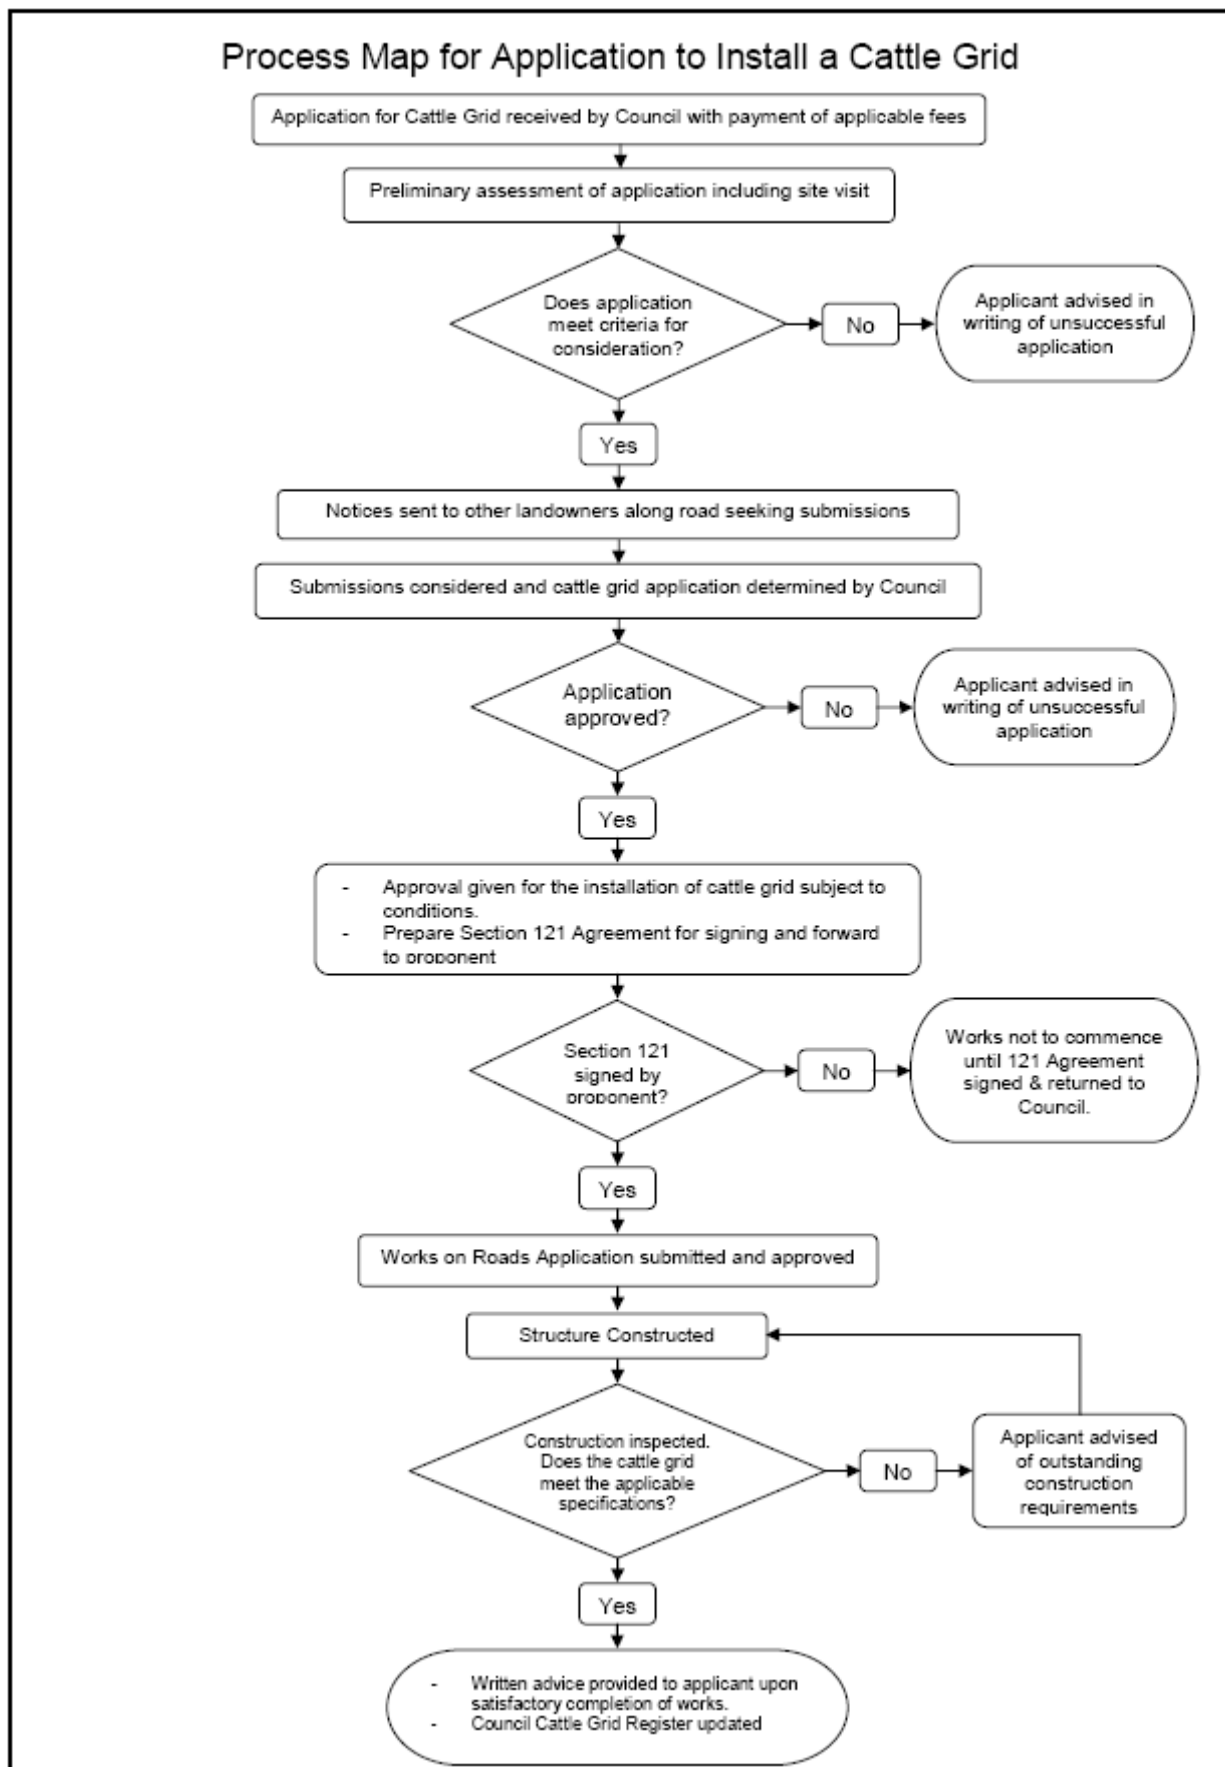 Process Map for Application to Install a Cattle Grid
Application for Cattle Grid received by Council with payment of applicable fees
Preliminary assessment of application including site visit
Does application
meet criteria for
consideration?
No
Applicant advised in
writing of unsuccessful
application
Yes
Notices sent to other landowners along road seeking submissions
Submissions considered and cattle grid application determined by Council
Application
approved?
No
Applicant advised in
writing of unsuccessful
application
Yes
- Approval given for the installation of cattle grid subject to
conditions.
- Prepare Section 121 Agreement for signing and forward
to proponent
Section 121
signed by
proponent?
No
Works not to commence
until 121 Agreement
signed & returned to
Council.
Yes
Works on Roads Application submitted and approved
Structure Constructed
Construction inspected.
Does the cattle grid
meet the applicable
specifications?
No
Applicant advised
of outstanding
construction
requirements
Yes
- Written advice provided to applicant upon
satisfactory completion of works.
- Council Cattle Grid Register updated